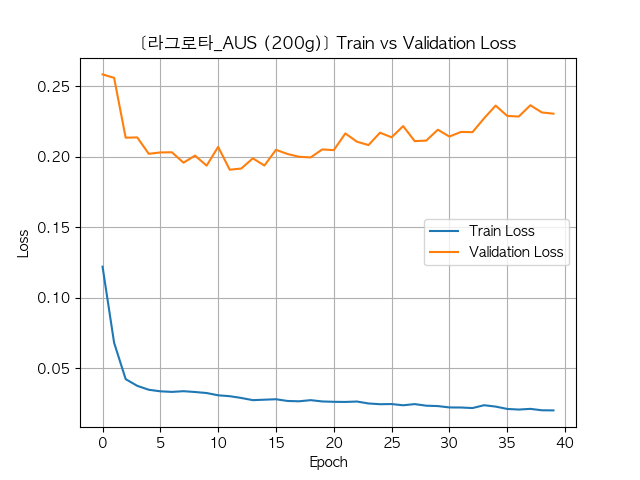 [라그로타_AUS (200g)] Train vs Validation Loss
0.25
0.20
0.15
0.10
0.05
Loss
Train Loss
Validation Loss
0 5 10 15 20 25 30 35 40
Epoch